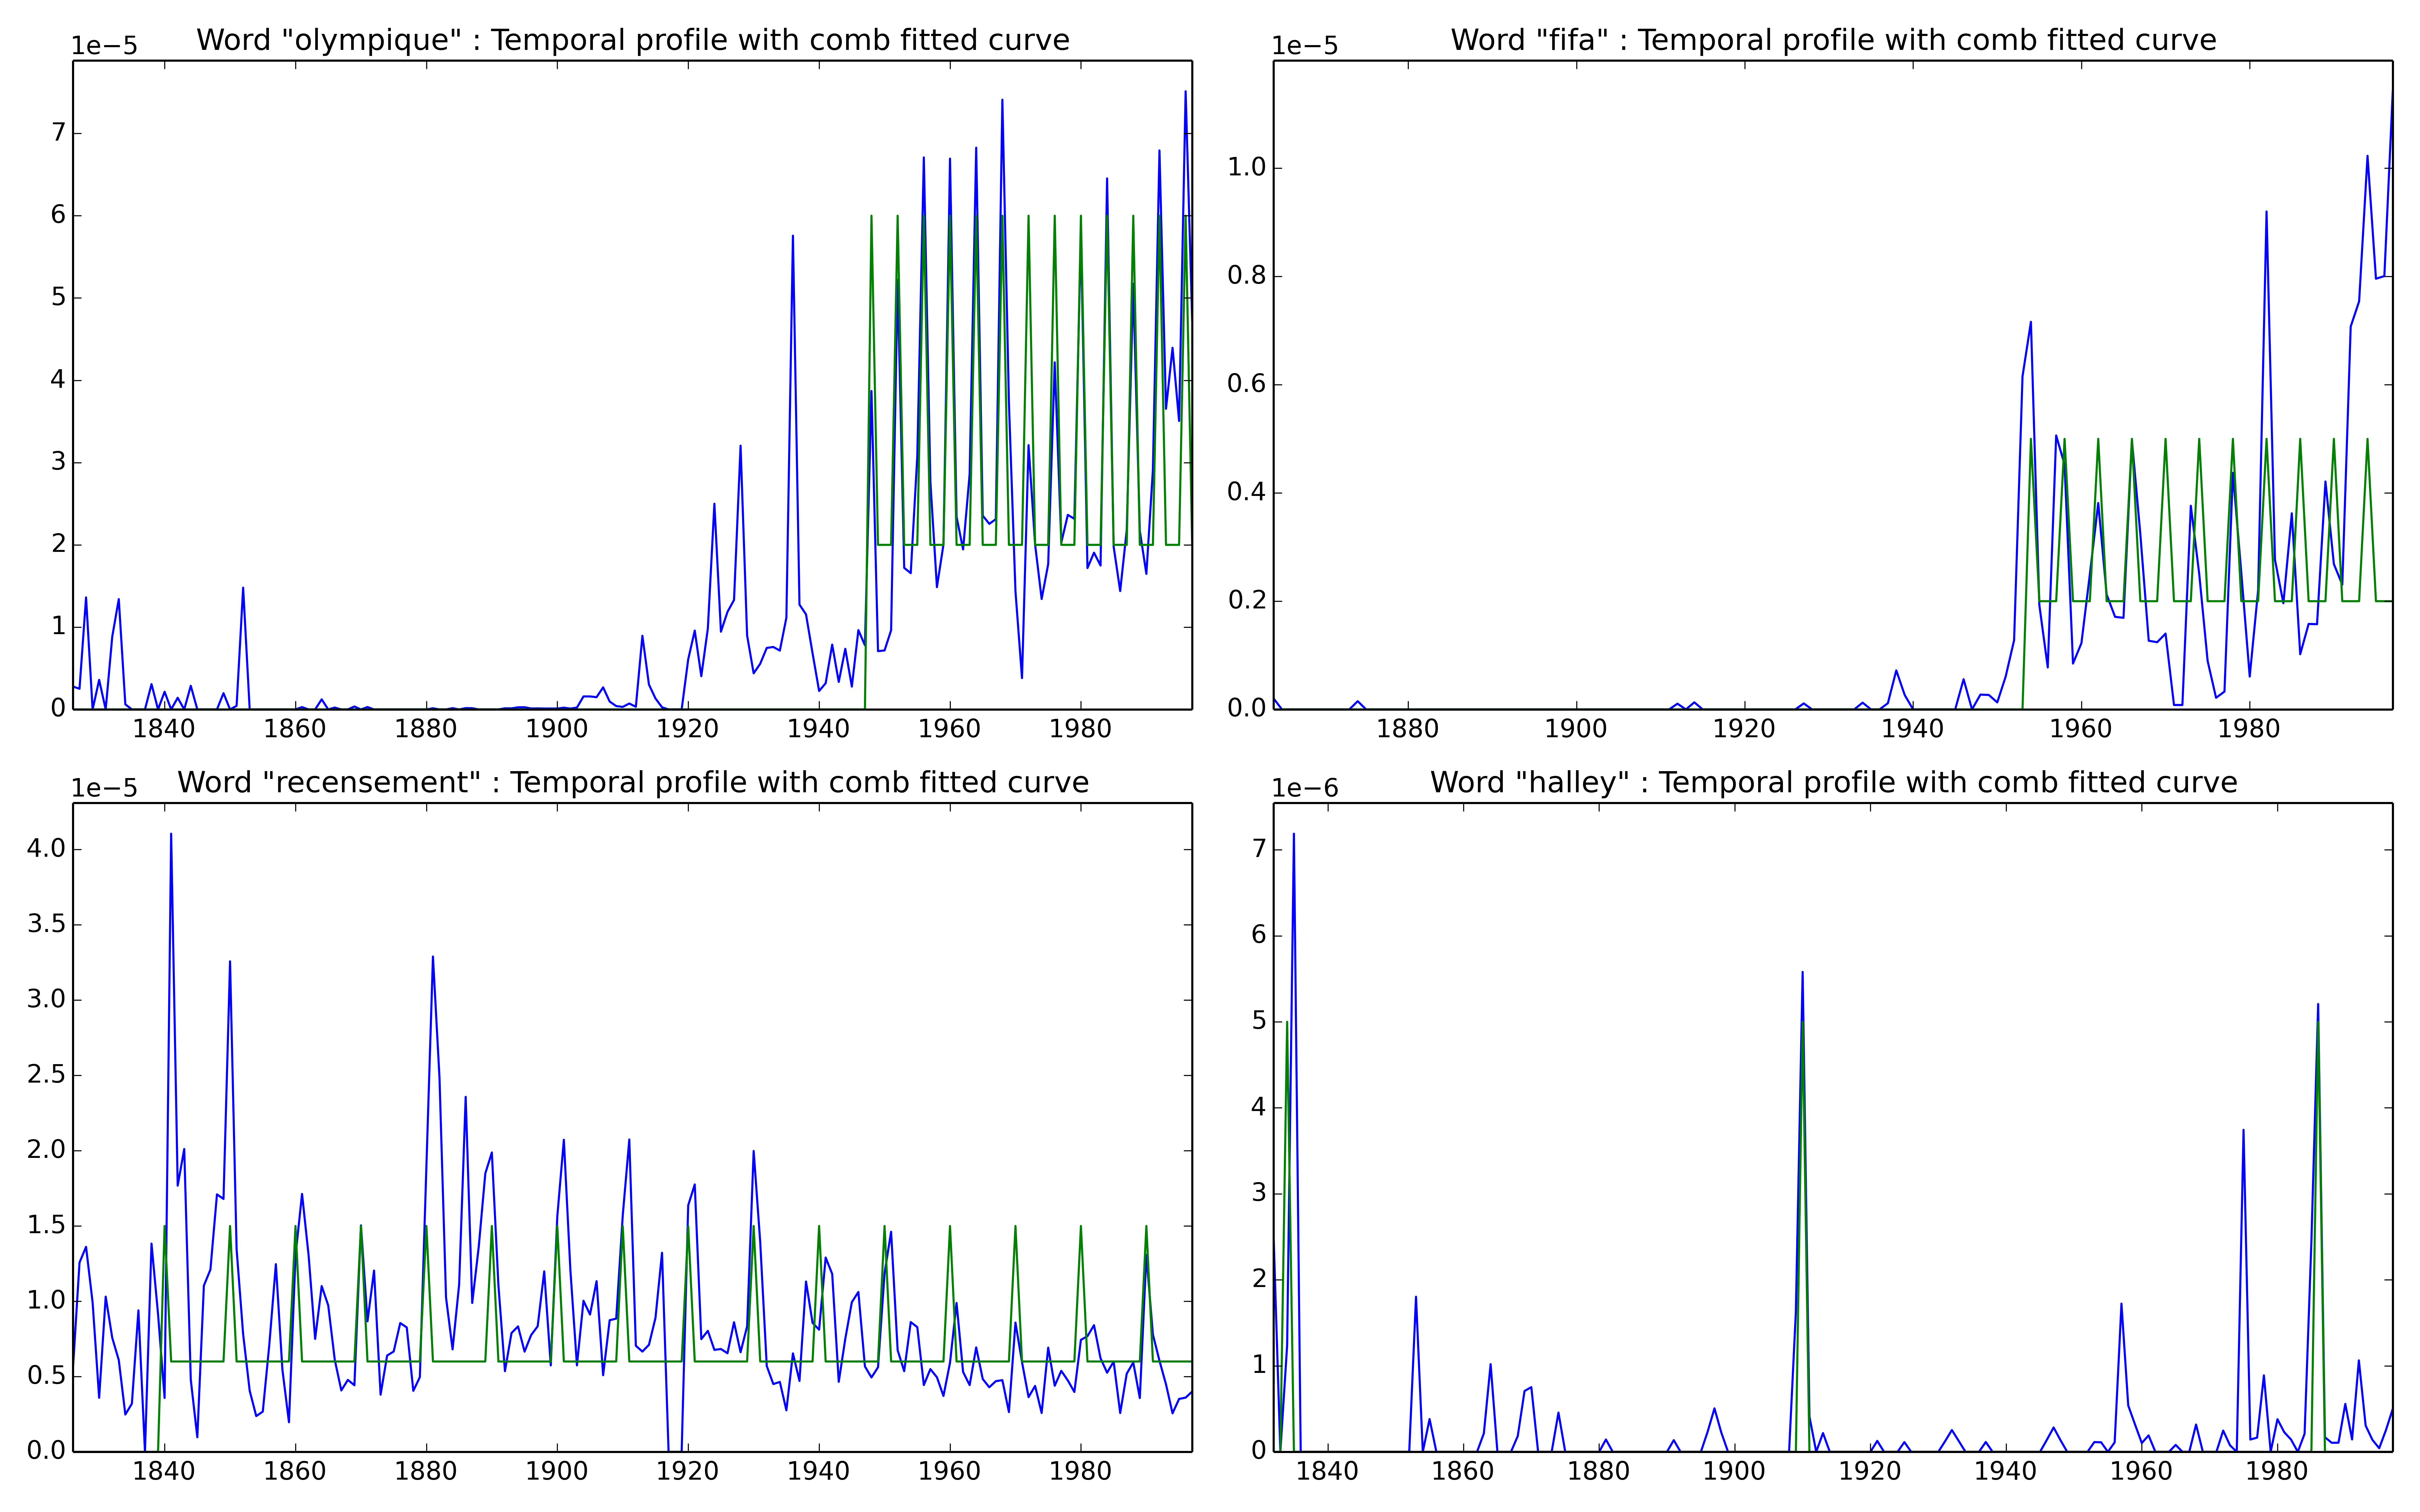 Word "olympique" : Temporal profile with comb fitted curve
1e−5
7
6
5
4
3
2
1
0
1840 1860 1880 1900 1920 1940 1960 1980
Word "fifa" : Temporal profile with comb fitted curve
1e−5
1.0
0.8
0.6
0.4
0.2
0.0
1880 1900 1920 1940 1960 1980
Word "recensement" : Temporal profile with comb fitted curve
1e−5
4.0
3.5
3.0
2.5
2.0
1.5
1.0
0.5
0.0
1840 1860 1880 1900 1920 1940 1960 1980
Word "halley" : Temporal profile with comb fitted curve
1e−6
7
6
5
4
3
2
1
0
1840 1860 1880 1900 1920 1940 1960 1980